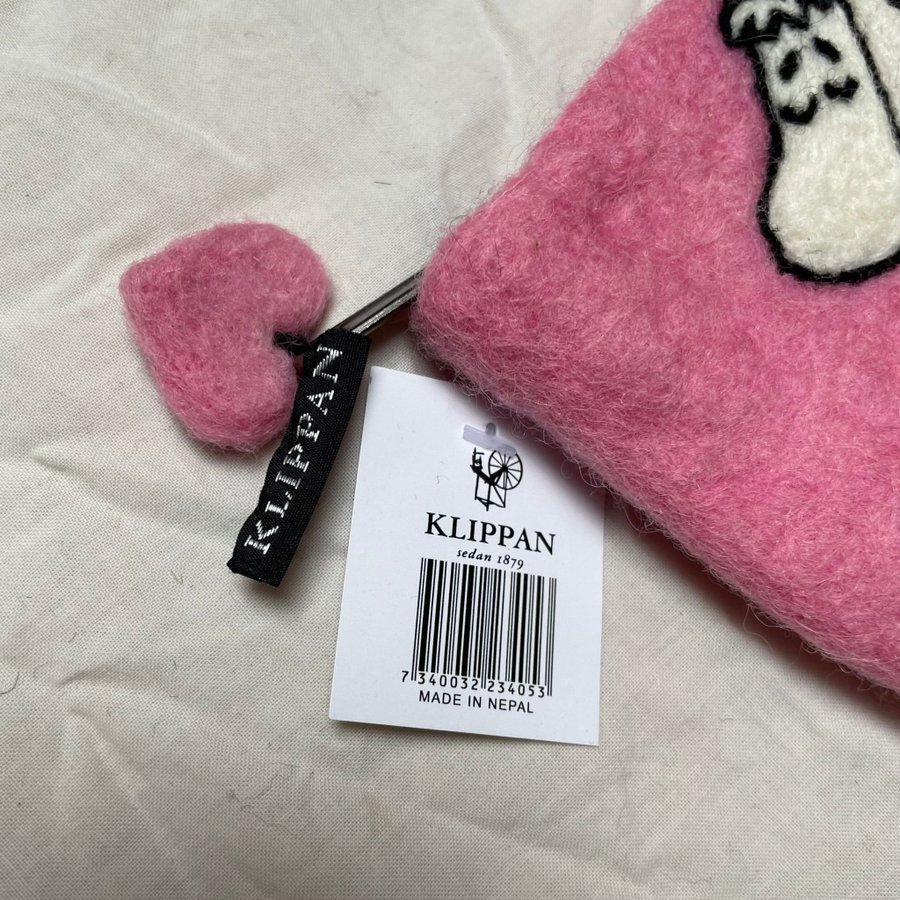 KLIPPAN
KLIPPAN
sedan 1879
7 340032 234053
MADE IN NEPAL